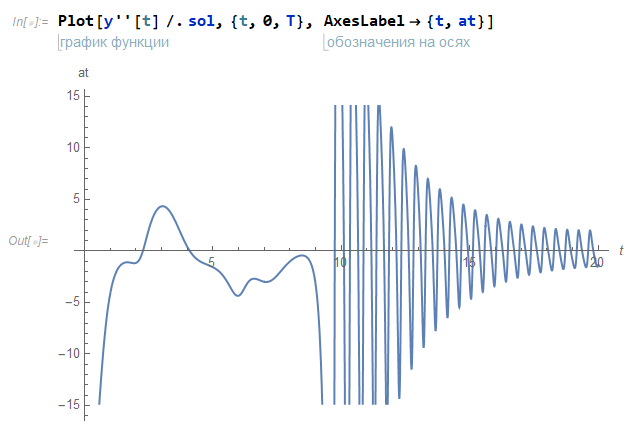 In[∘]:= Plot[y''[t] /. sol, {t, 0, T}, AxesLabel → {t, at}]
график функции обозначения на осях
at
15
10
5
Out[∘]=
5 10 15 20 t
-5
-10
-15